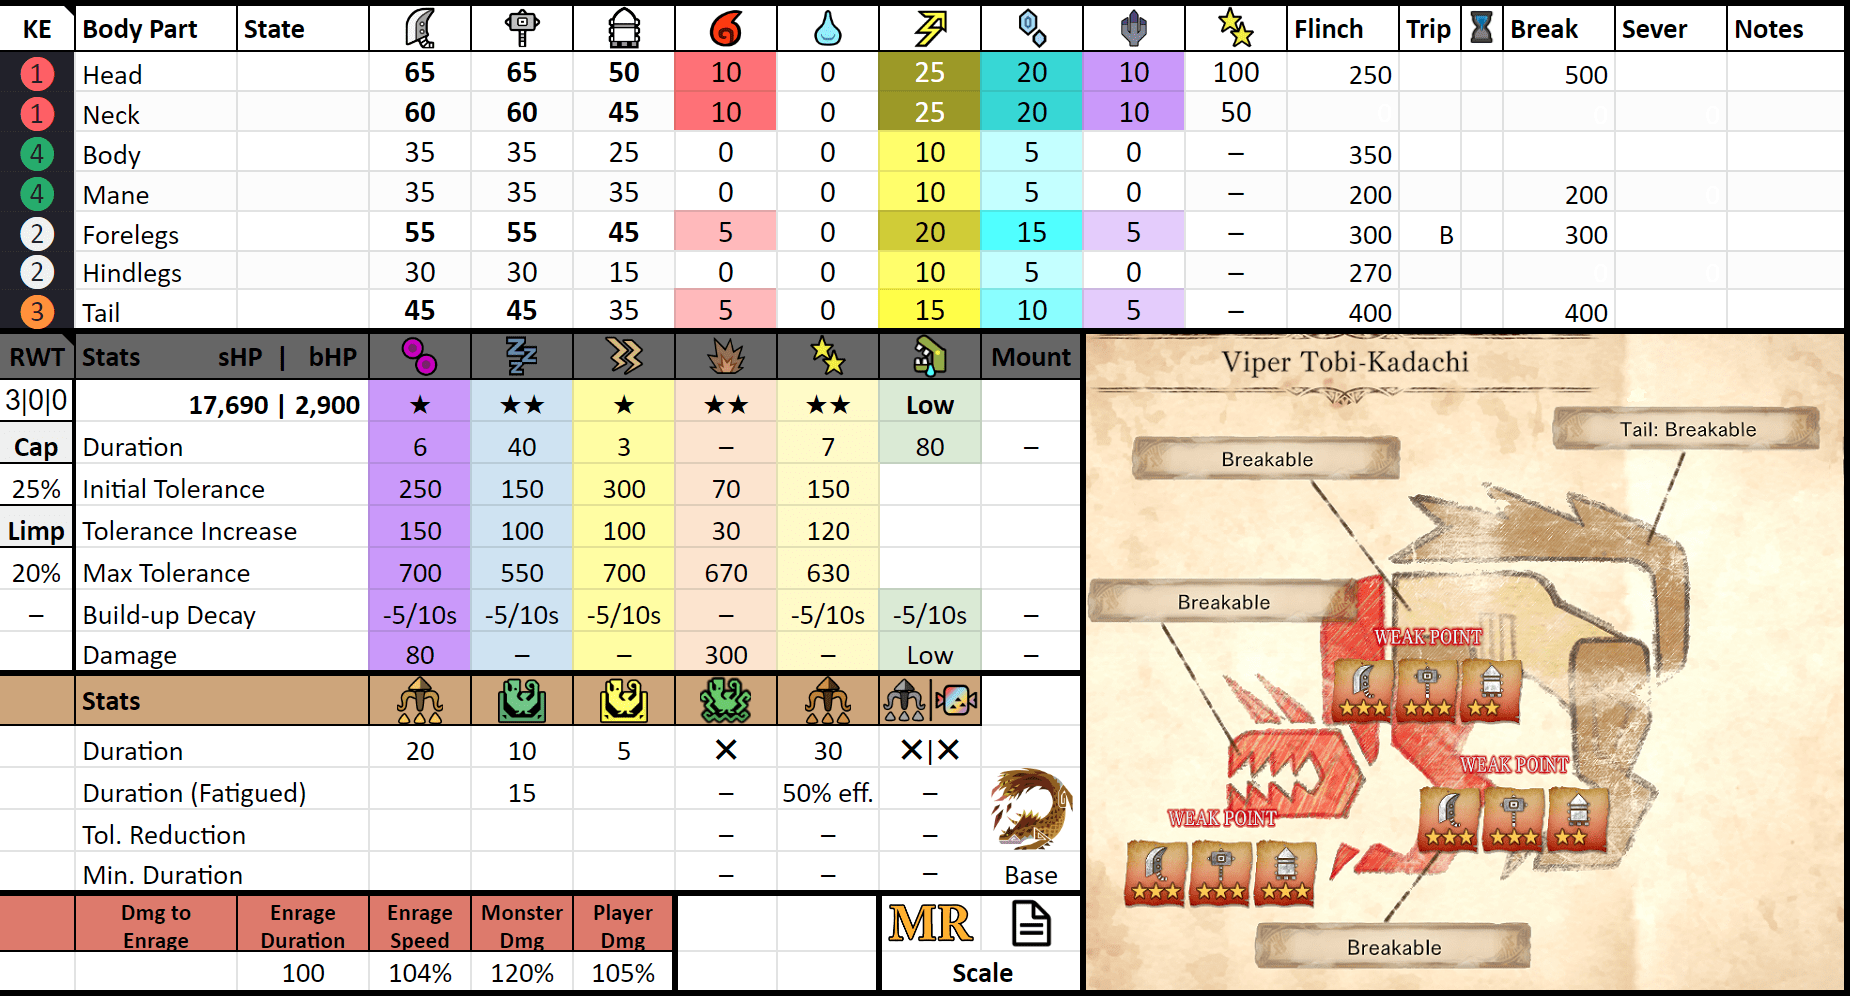 KE Body Part State Flinch Trip Break Sever Notes
1 Head 65 65 50 10 0 25 20 10 100 250 500
1 Neck 60 60 45 10 0 25 20 10 50
4 Body 35 35 25 0 0 10 5 0 – 350
4 Mane 35 35 35 0 0 10 5 0 – 200 200
2 Forelegs 55 55 45 5 0 20 15 5 – 300 B 300
2 Hindlegs 30 30 15 0 0 10 5 0 – 270
3 Tail 45 45 35 5 0 15 10 5 – 400 400
RWT Stats sHP | bHP Mount
3|0|0 17,690 | 2,900 ★ ★★ ★ ★★ ★★ Low
Cap Duration 6 40 3 – 7 80 –
25% Initial Tolerance 250 150 300 70 150
Limp Tolerance Increase 150 100 100 30 120
20% Max Tolerance 700 550 700 670 630
– Build-up Decay -5/10s -5/10s -5/10s – -5/10s -5/10s –
Damage 80 – – 300 – Low –
Stats
Duration 20 10 5 ✕ 30 ✕|✕
Duration (Fatigued) 15 – 50% eff. –
Tol. Reduction – – –
Min. Duration – – – Base
Dmg to Enrage Enrage Duration Enrage Speed Monster Dmg Player Dmg MR
100 104% 120% 105% Scale
Viper Tobi-Kadachi
Tail: Breakable
Breakable
Breakable
WEAK POINT
WEAK POINT
WEAK POINT
Breakable